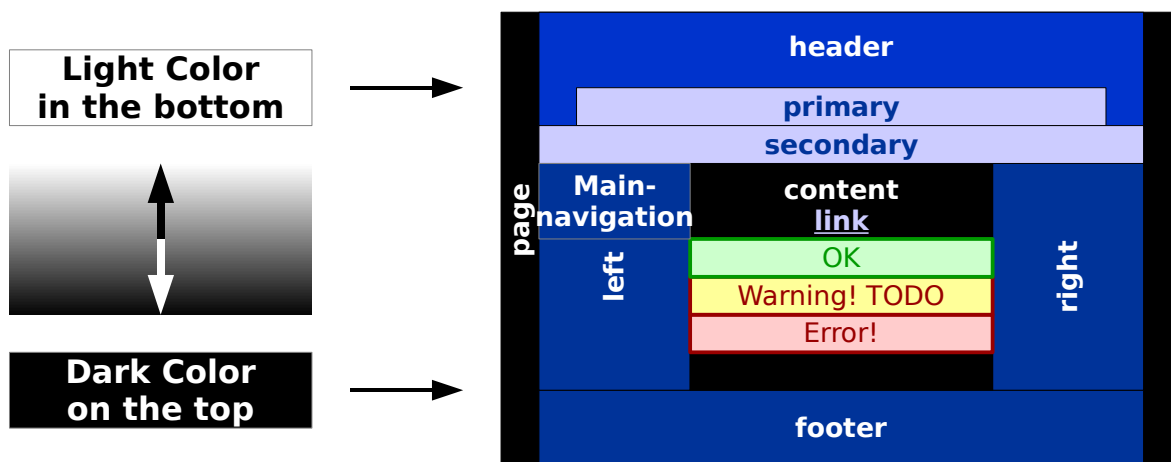 Light Color
in the bottom
Dark Color
on the top
page
header
primary
secondary
Main-
navigation
left
content
link
OK
Warning! TODO
Error!
right
footer